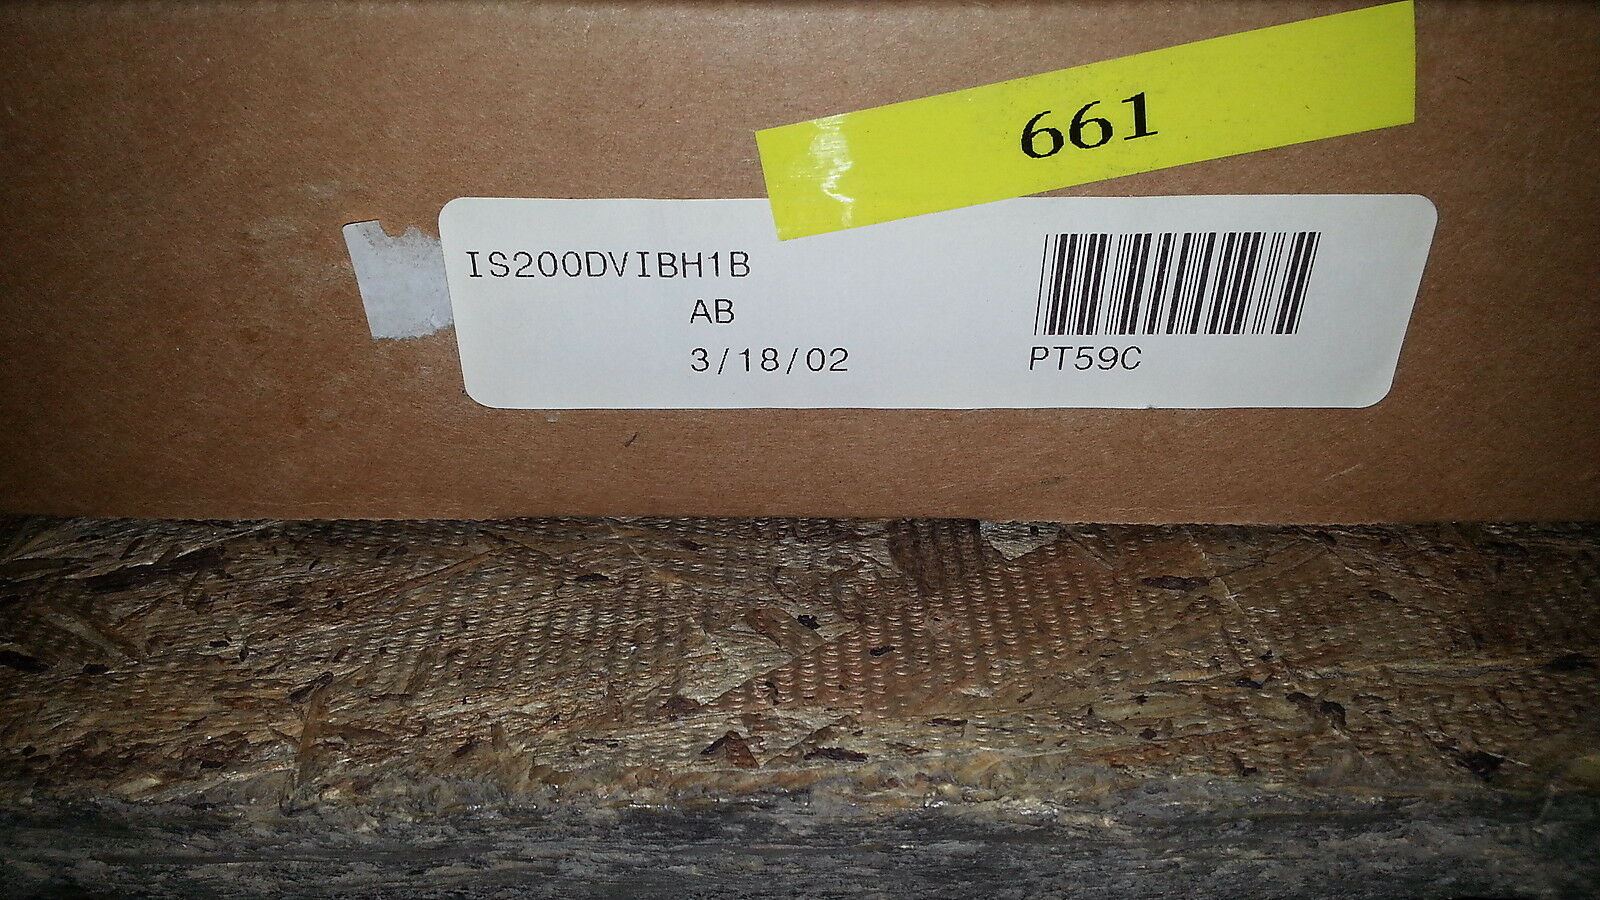 661
IS200DVIBH1B
AB
3/18/02
PT59C